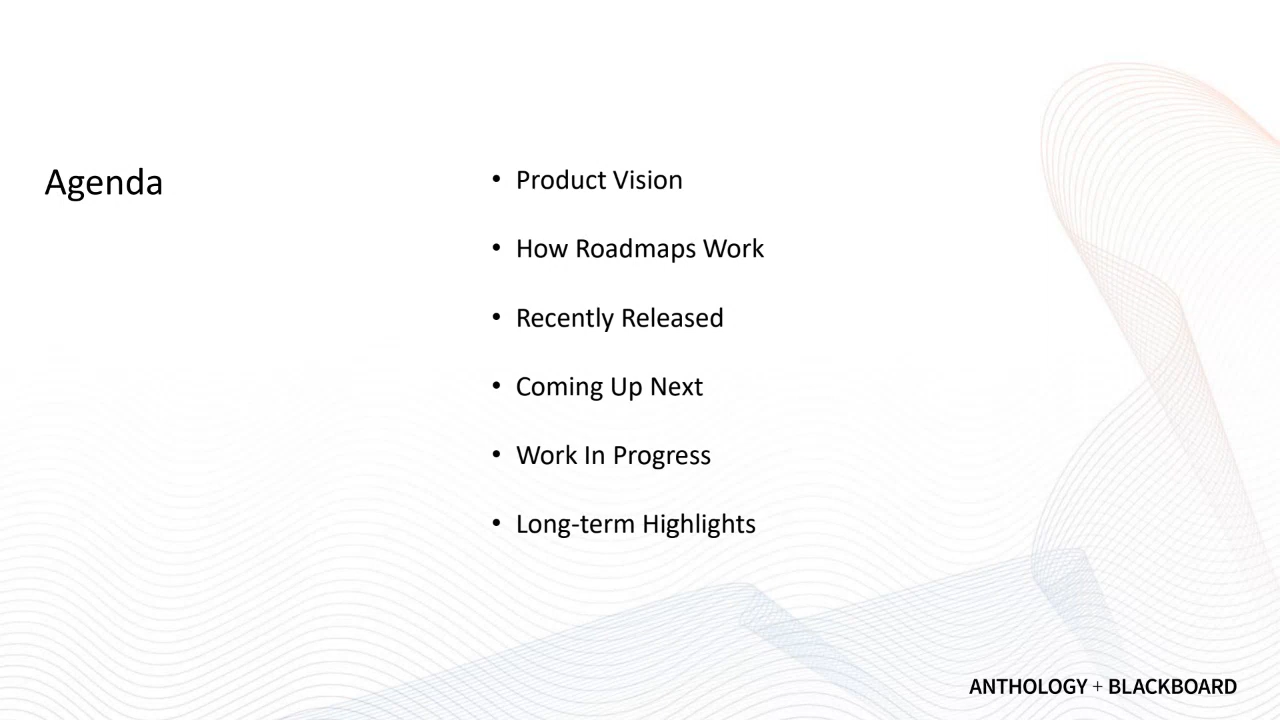 Agenda
• Product Vision
• How Roadmaps Work
• Recently Released
• Coming Up Next
• Work In Progress
• Long-term Highlights
ANTHOLOGY + BLACKBOARD